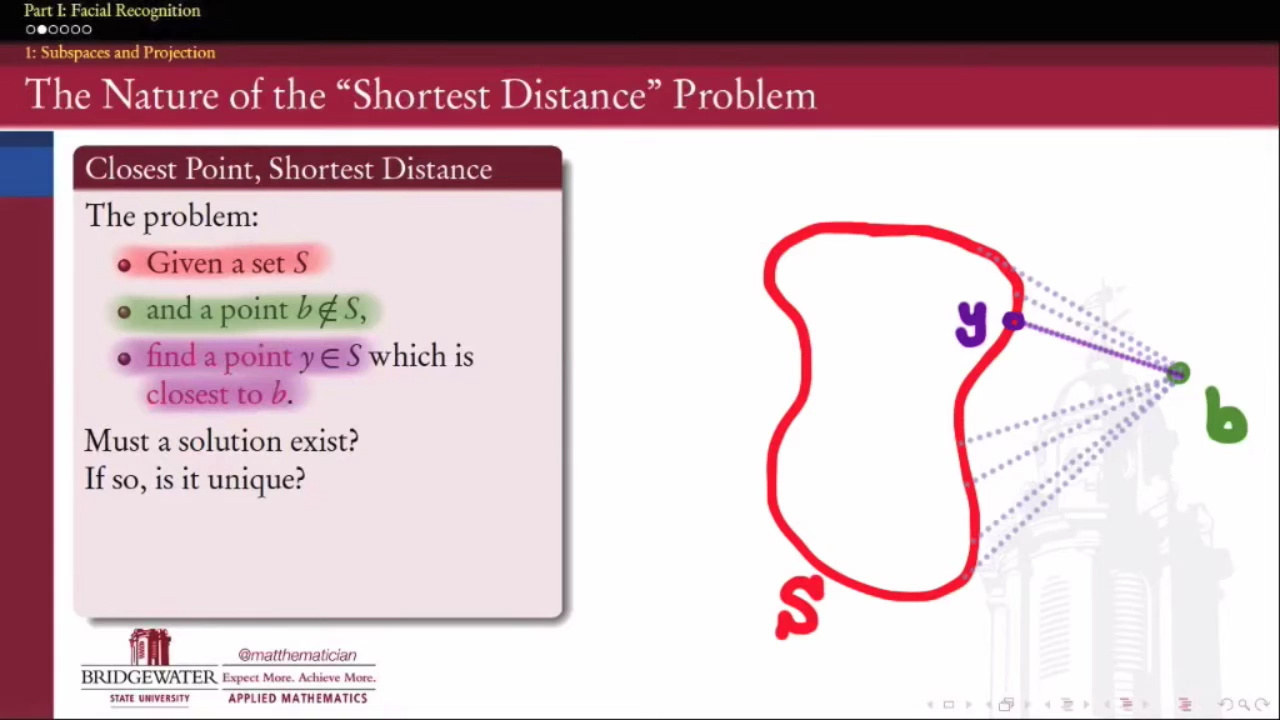 Part I: Facial Recognition
1: Subspaces and Projection
The Nature of the “Shortest Distance” Problem
Closest Point, Shortest Distance
The problem:
• Given a set S
• and a point b ∉ S,
• find a point y ∈ S which is
closest to b.
Must a solution exist?
If so, is it unique?
y
b
S
BRIDGEWATER
STATE UNIVERSITY
@matthematician
Expect More. Achieve More.
APPLIED MATHEMATICS